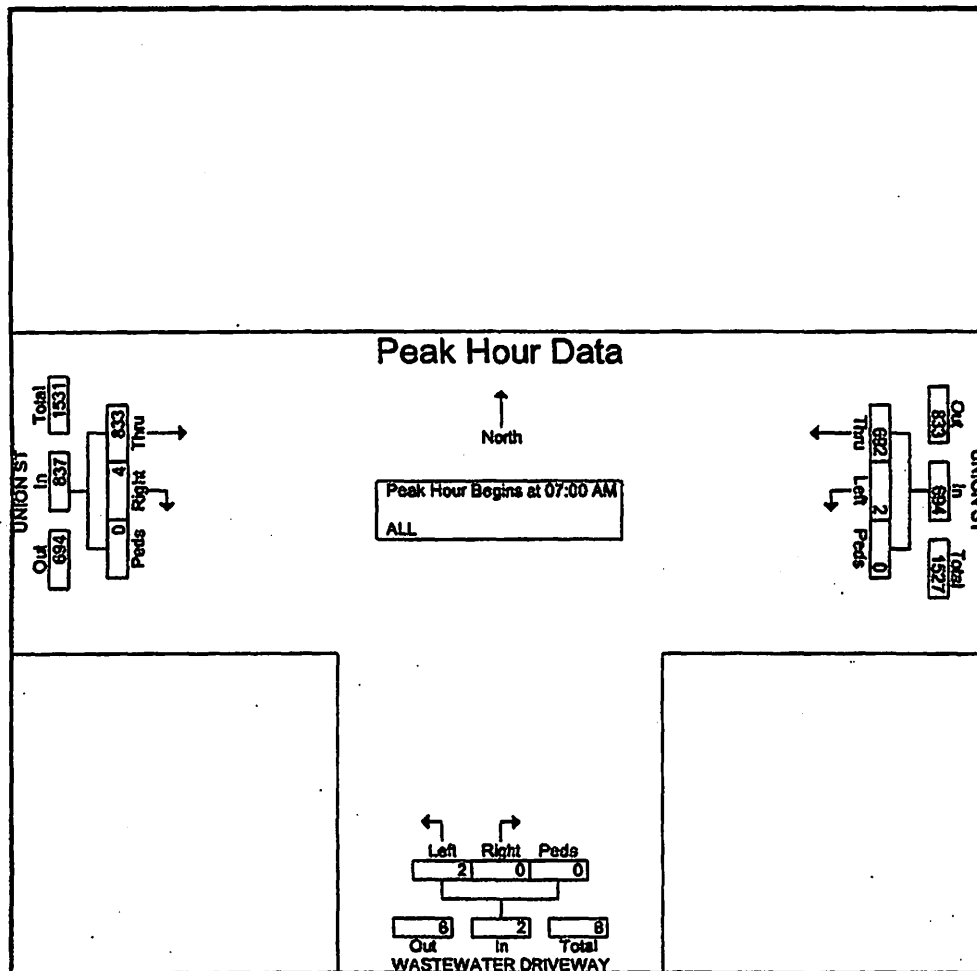 Peak Hour Data
North
Peak Hour Begins at 07:00 AM
ALL
UNION ST
Total
1531
In
837
Out
694
Thru
833
Right
4
Peds
0
Out
833
In
694
Total
1527
Thru
692
Left
2
Peds
0
Left Right Peds
2 0 0
6 2 8
Out In Total
WASTEWATER DRIVEWAY